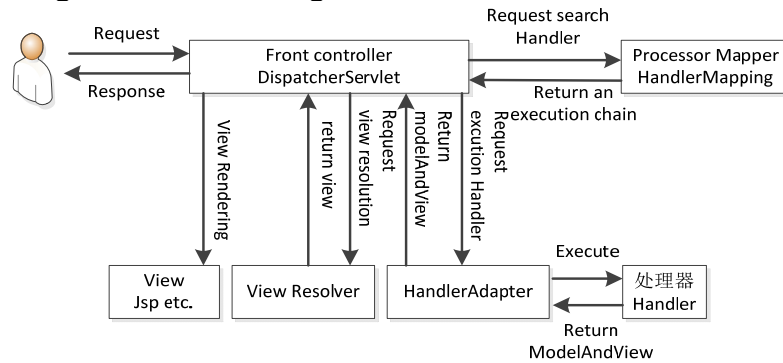 Request
Response
Front controller
DispatcherServlet
Request search
Handler
Return an
execution chain
Processor Mapper
HandlerMapping
View Rendering
return view
Request
view resolution
Return
modelAndView
Request
excution Handler
View
Jsp etc.
View Resolver
HandlerAdapter
Execute
Return
ModelAndView
处理器
Handler